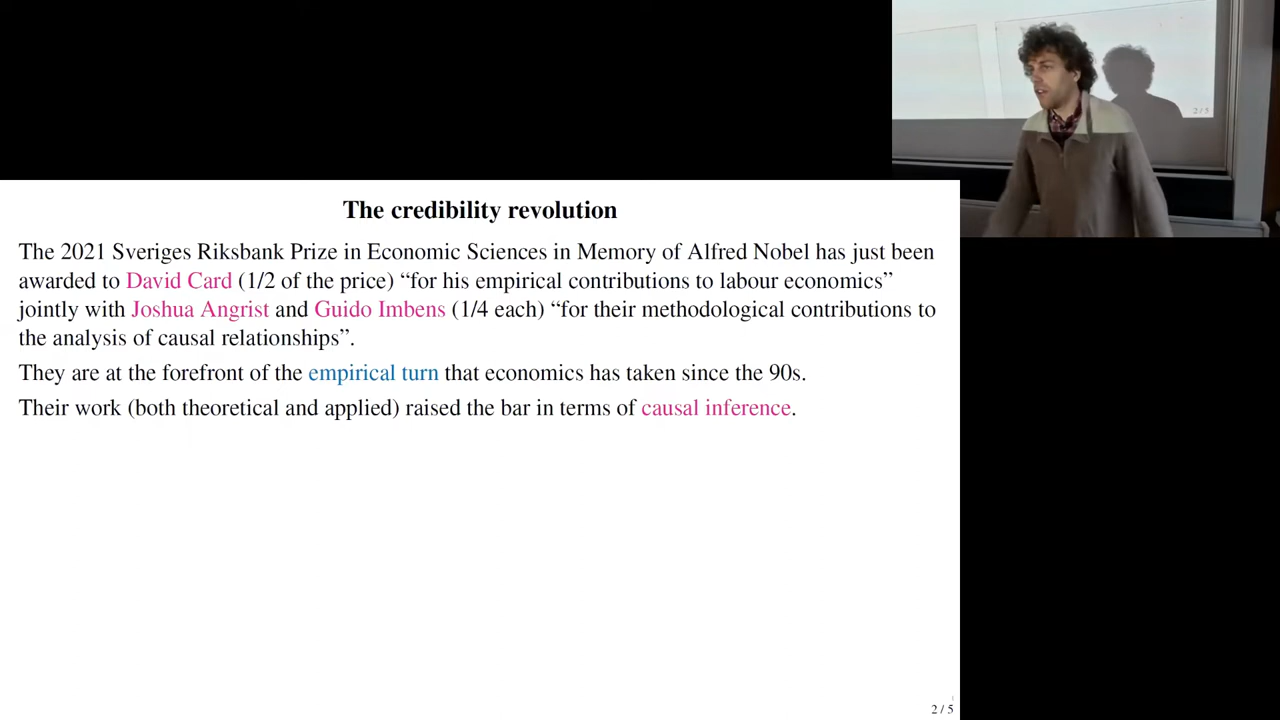 2 / 5
The credibility revolution
The 2021 Sveriges Riksbank Prize in Economic Sciences in Memory of Alfred Nobel has just been
awarded to David Card (1/2 of the price) “for his empirical contributions to labour economics”
jointly with Joshua Angrist and Guido Imbens (1/4 each) “for their methodological contributions to
the analysis of causal relationships”.
They are at the forefront of the empirical turn that economics has taken since the 90s.
Their work (both theoretical and applied) raised the bar in terms of causal inference.
2 / 5